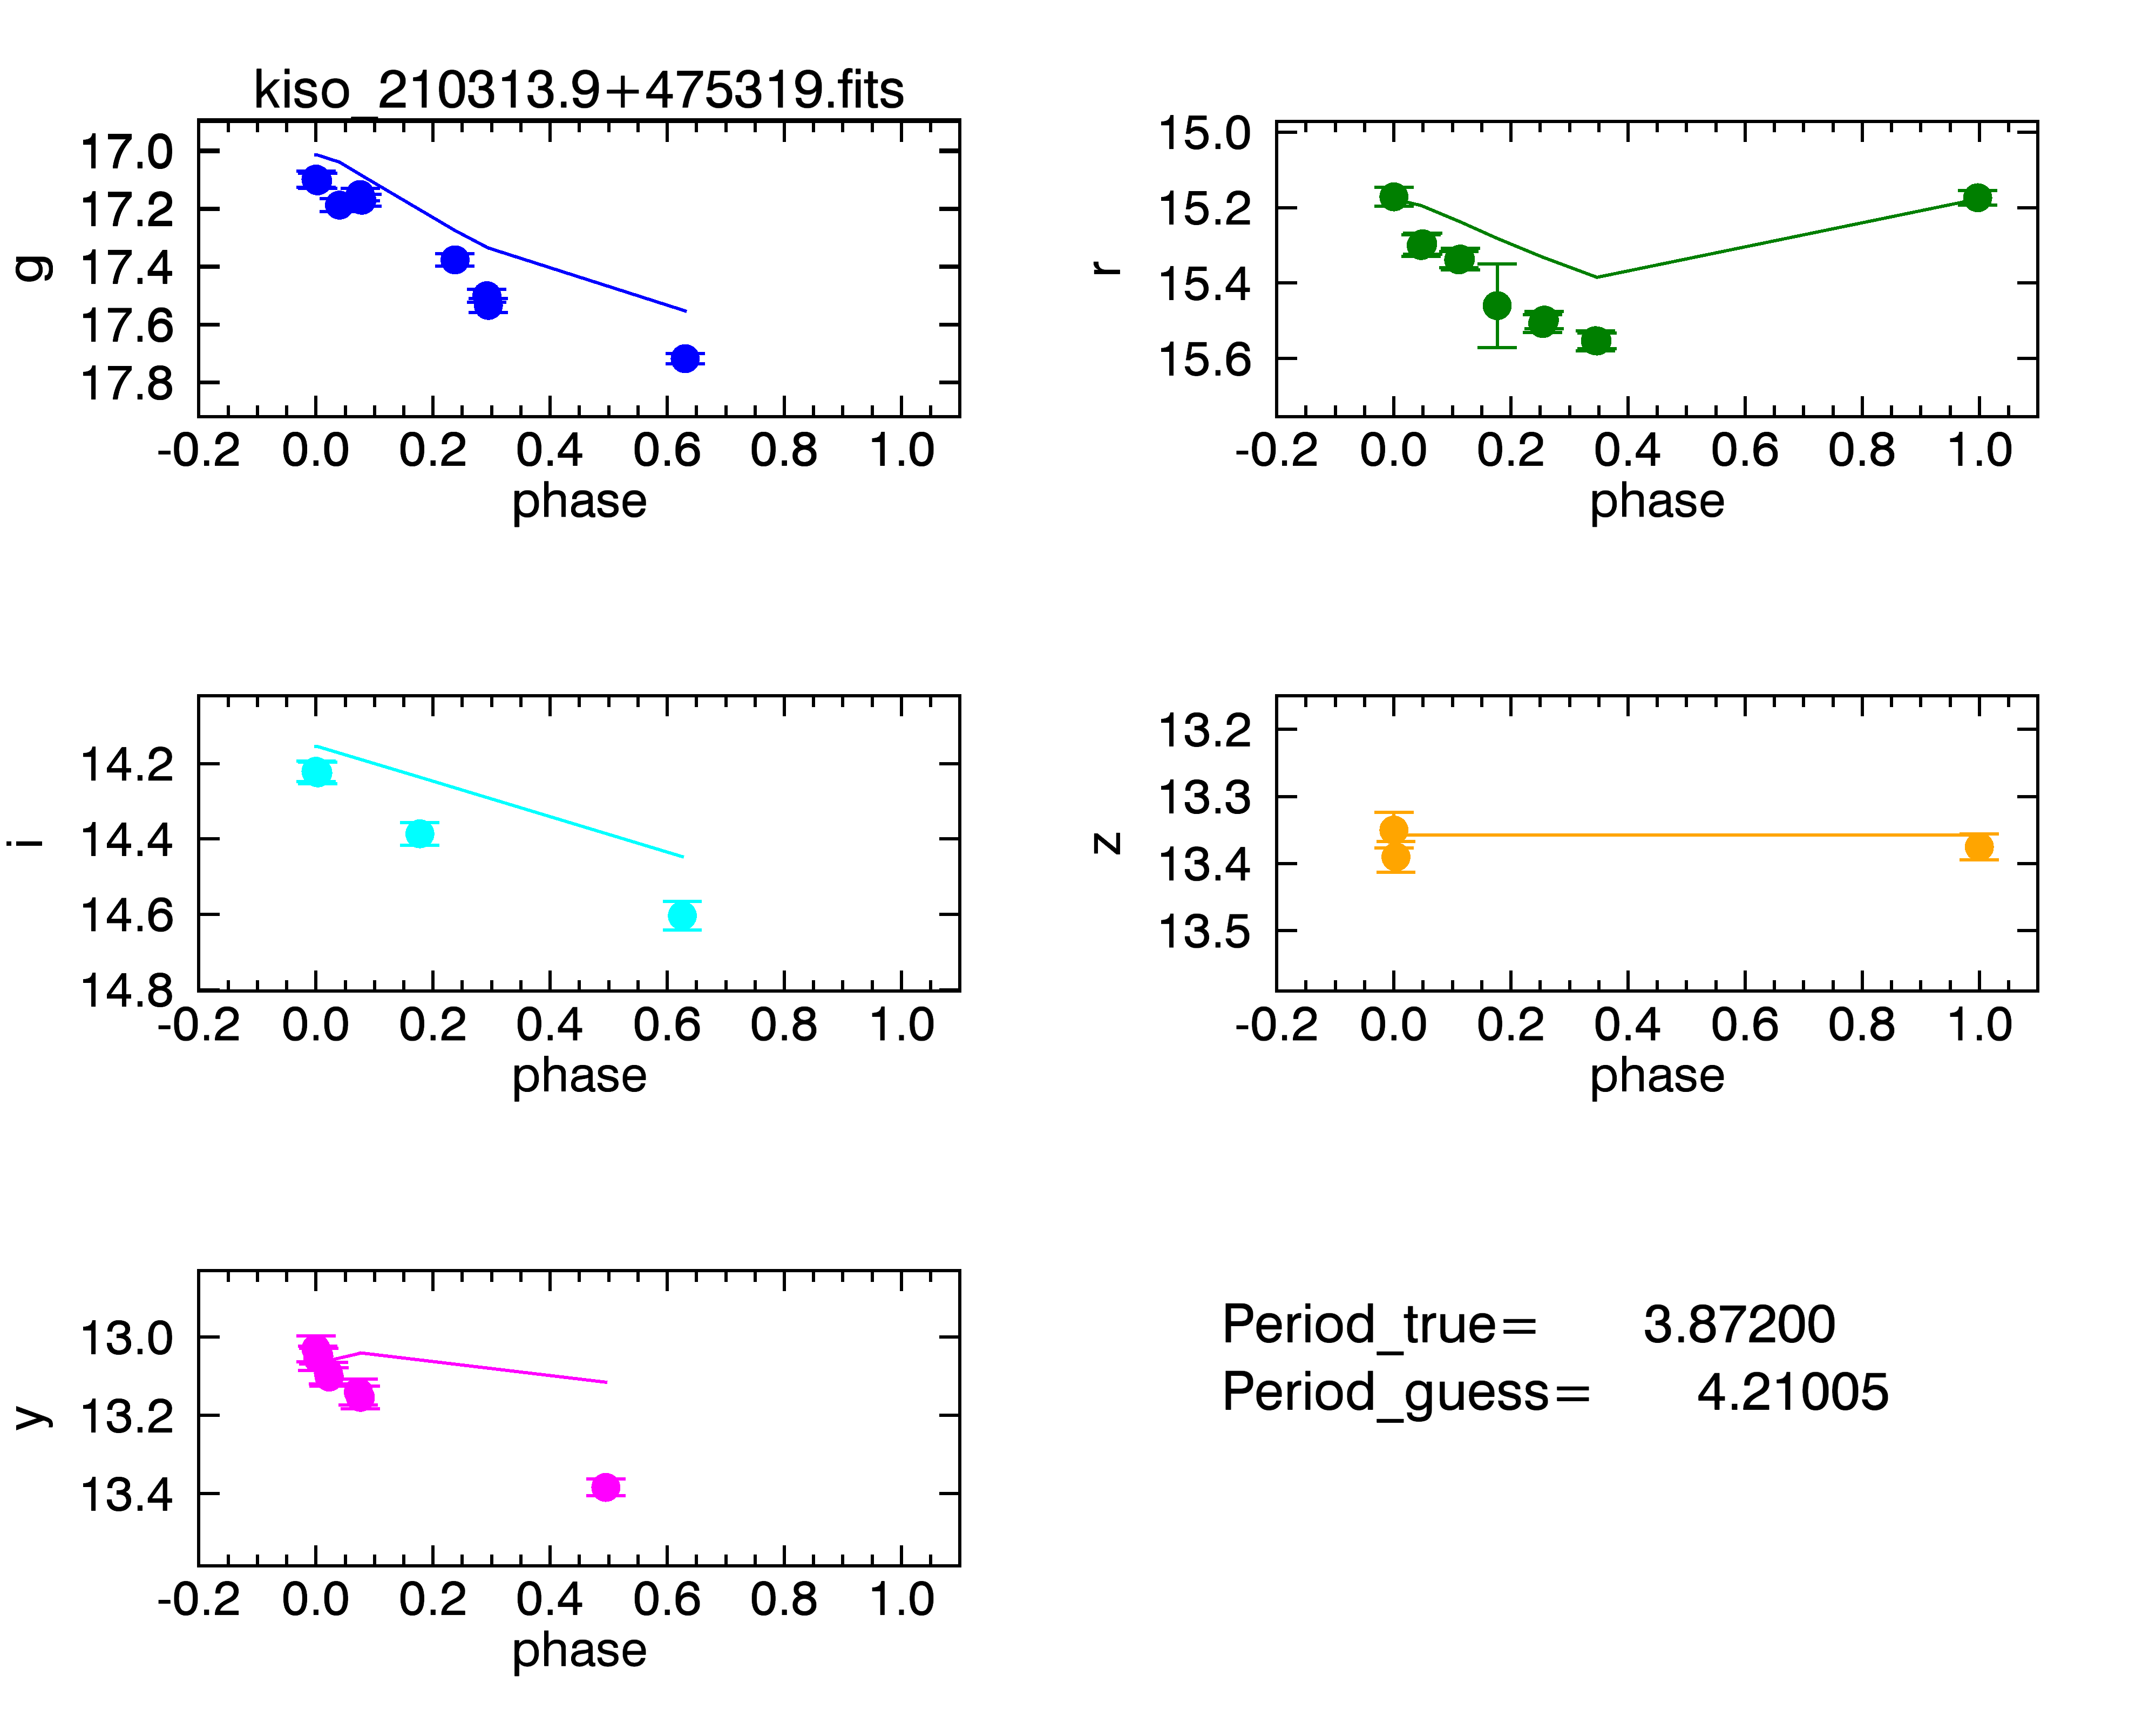 kiso_210313.9+475319.fits
g
17.0
17.2
17.4
17.6
17.8
-0.2 0.0 0.2 0.4 0.6 0.8 1.0
phase
r
15.0
15.2
15.4
15.6
-0.2 0.0 0.2 0.4 0.6 0.8 1.0
phase
i
14.2
14.4
14.6
14.8
-0.2 0.0 0.2 0.4 0.6 0.8 1.0
phase
z
13.2
13.3
13.4
13.5
-0.2 0.0 0.2 0.4 0.6 0.8 1.0
phase
y
13.0
13.2
13.4
-0.2 0.0 0.2 0.4 0.6 0.8 1.0
phase
Period_true= 3.87200
Period_guess= 4.21005